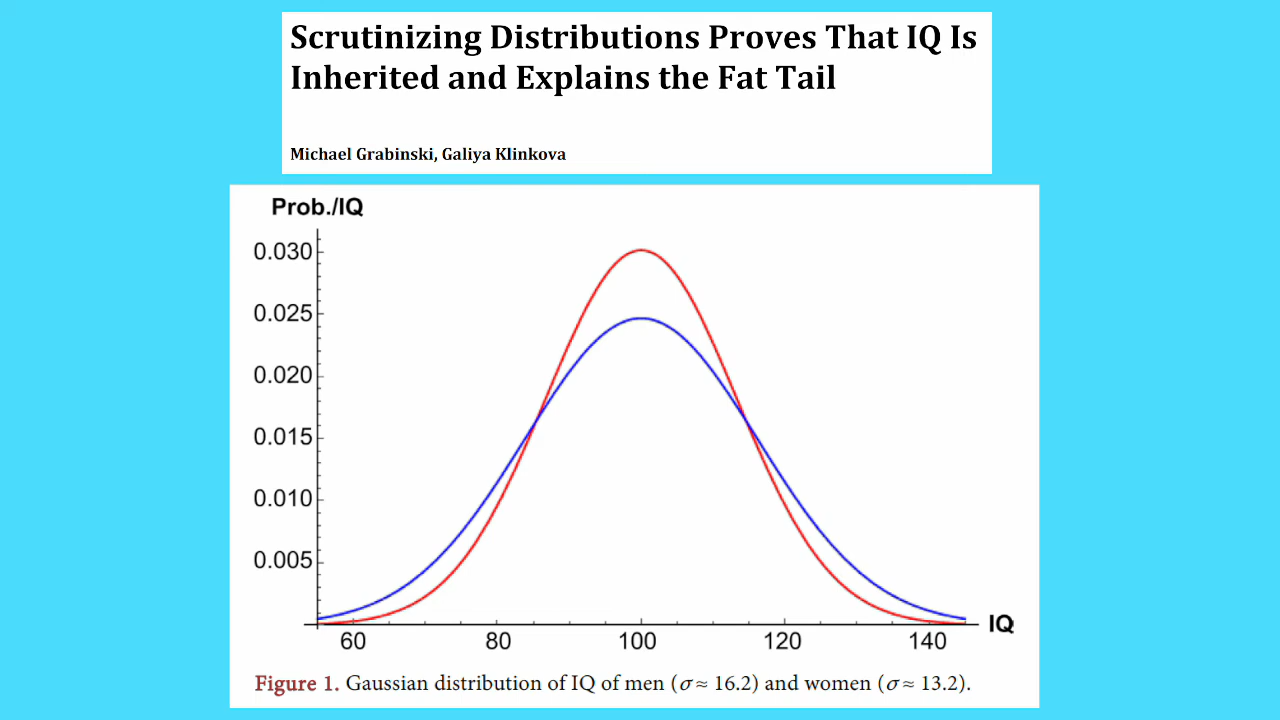 Scrutinizing Distributions Proves That IQ Is
Inherited and Explains the Fat Tail
Michael Grabinski, Galiya Klinkova
Prob./IQ
0.030
0.025
0.020
0.015
0.010
0.005
60 80 100 120 140 IQ
Figure 1. Gaussian distribution of IQ of men (σ≈ 16.2) and women (σ≈ 13.2).